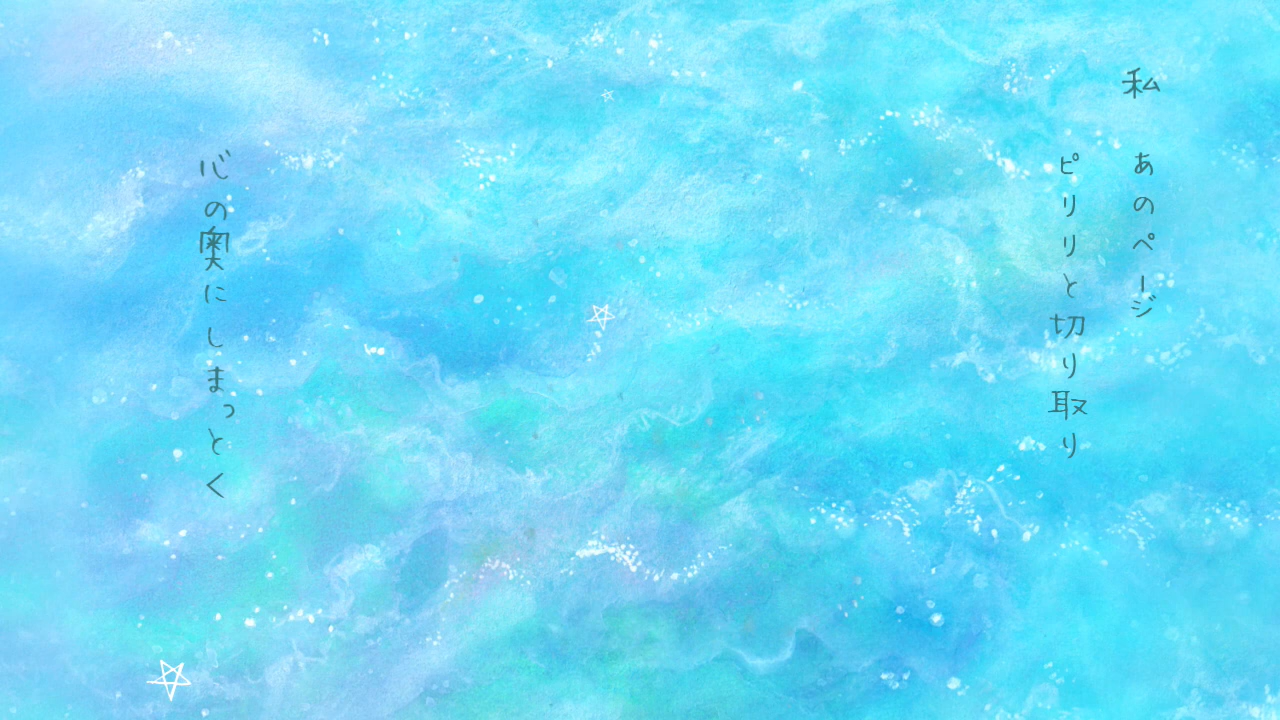 私 あのページ
ピリリと切り取り
心の奥にしまっとく